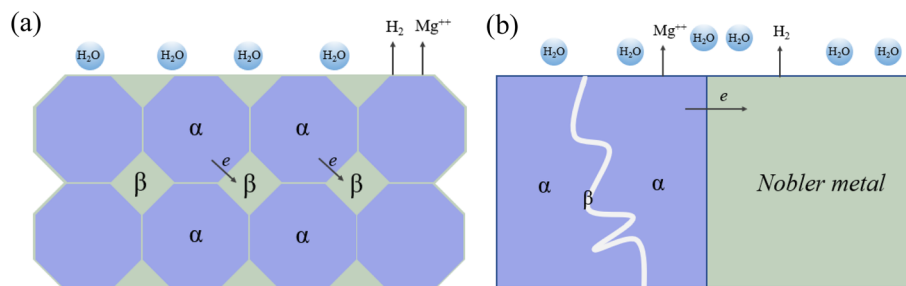 (a)
H₂ Mg⁺⁺
H₂O H₂O H₂O H₂O
α α
e e
β β β
α α
(b)
Mg⁺⁺ H₂O H₂O H₂
H₂O H₂O H₂O H₂O
e
α α
β
Nobler metal